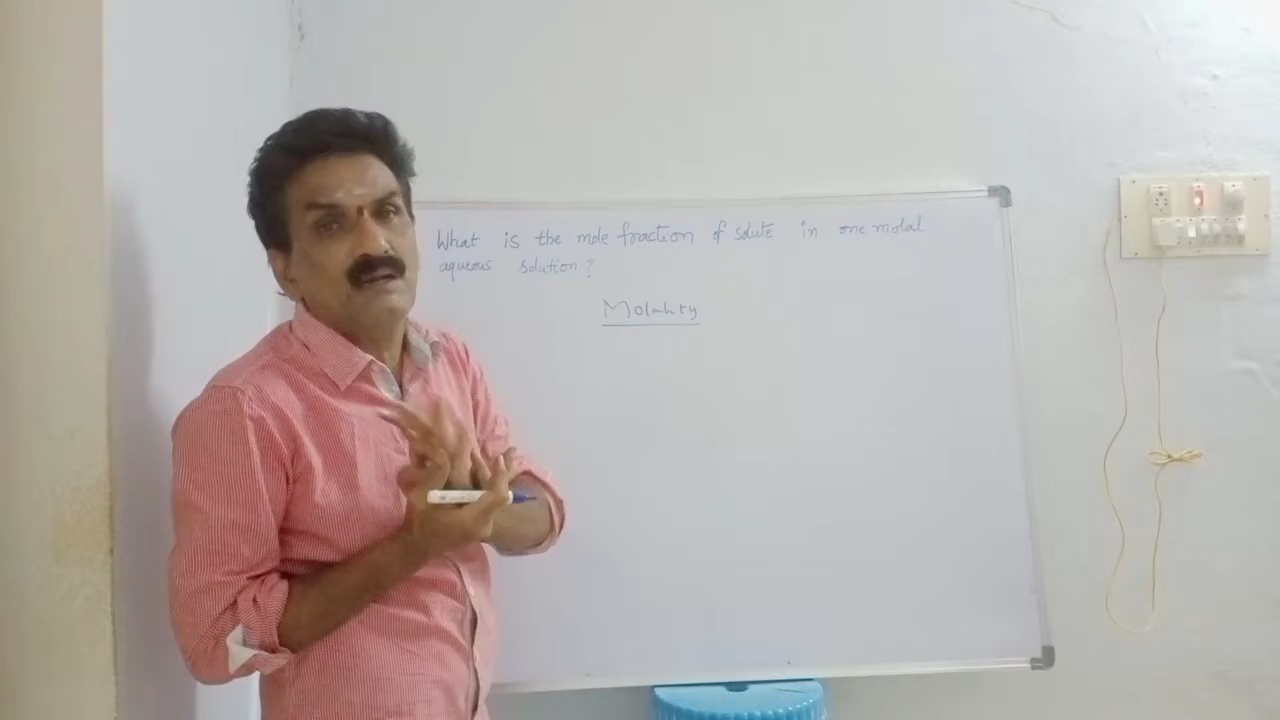 What is the mole fraction of solute in one molal
aqueous solution?
Molality